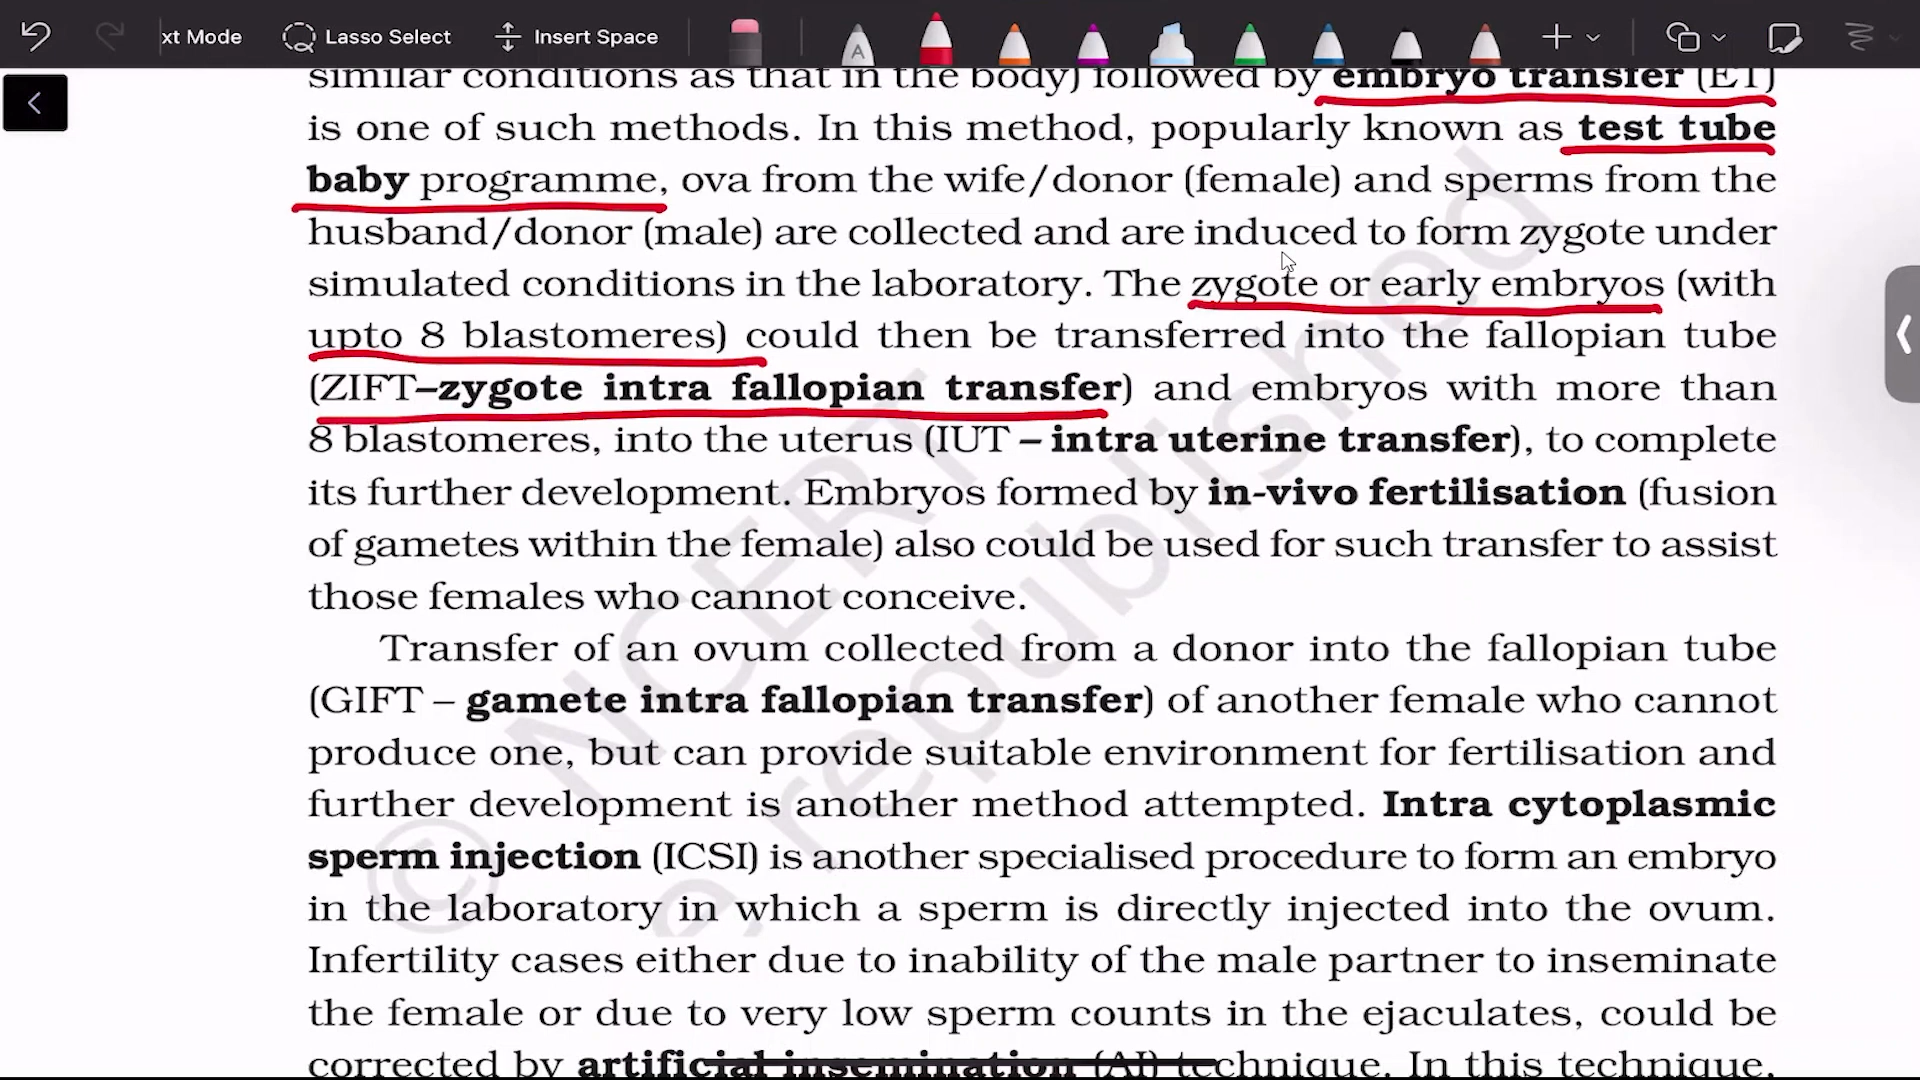 xt Mode Lasso Select Insert Space A
similar conditions as that in the body) followed by embryo transfer (ET)
is one of such methods. In this method, popularly known as test tube
baby programme, ova from the wife/donor (female) and sperms from the
husband/donor (male) are collected and are induced to form zygote under
simulated conditions in the laboratory. The zygote or early embryos (with
upto 8 blastomeres) could then be transferred into the fallopian tube
(ZIFT–zygote intra fallopian transfer) and embryos with more than
8 blastomeres, into the uterus (IUT – intra uterine transfer), to complete
its further development. Embryos formed by in-vivo fertilisation (fusion
of gametes within the female) also could be used for such transfer to assist
those females who cannot conceive.
Transfer of an ovum collected from a donor into the fallopian tube
(GIFT – gamete intra fallopian transfer) of another female who cannot
produce one, but can provide suitable environment for fertilisation and
further development is another method attempted. Intra cytoplasmic
sperm injection (ICSI) is another specialised procedure to form an embryo
in the laboratory in which a sperm is directly injected into the ovum.
Infertility cases either due to inability of the male partner to inseminate
the female or due to very low sperm counts in the ejaculates, could be
corrected by artificial insemination (AI) technique. In this technique,
© NCERT
republished